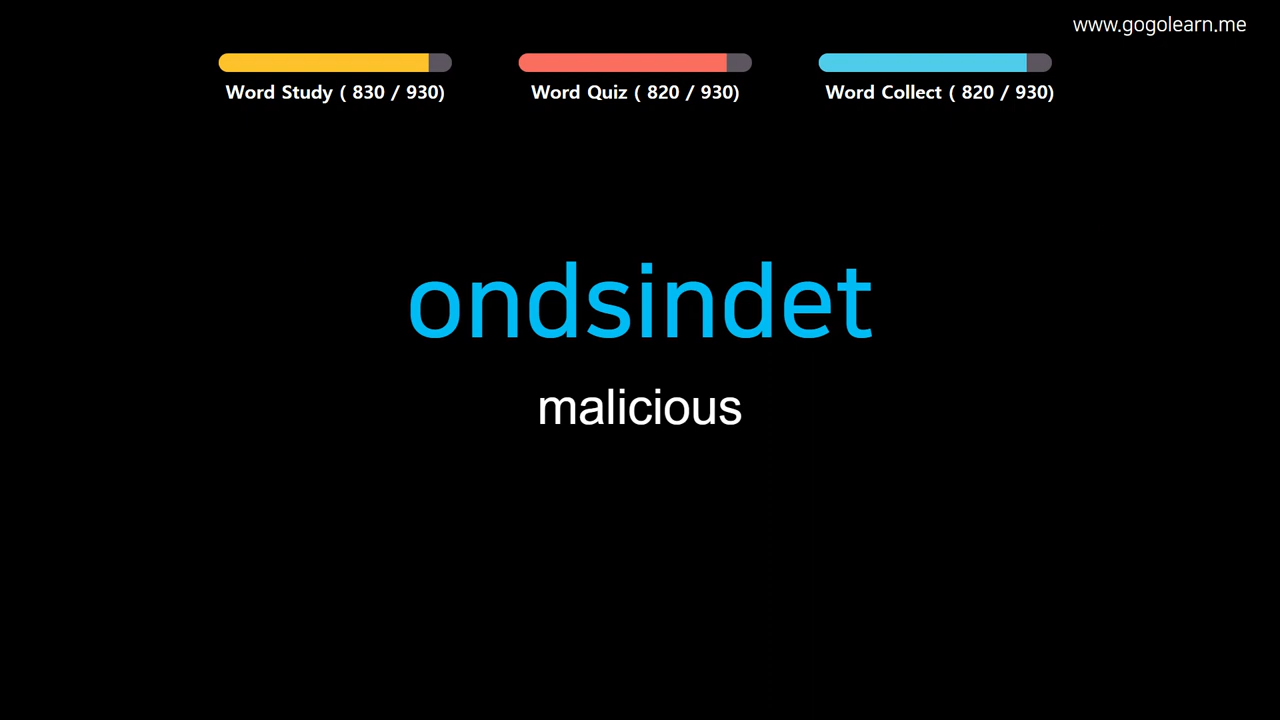 www.gogolearn.me
Word Study ( 830 / 930) Word Quiz ( 820 / 930) Word Collect ( 820 / 930)
ondsindet
malicious